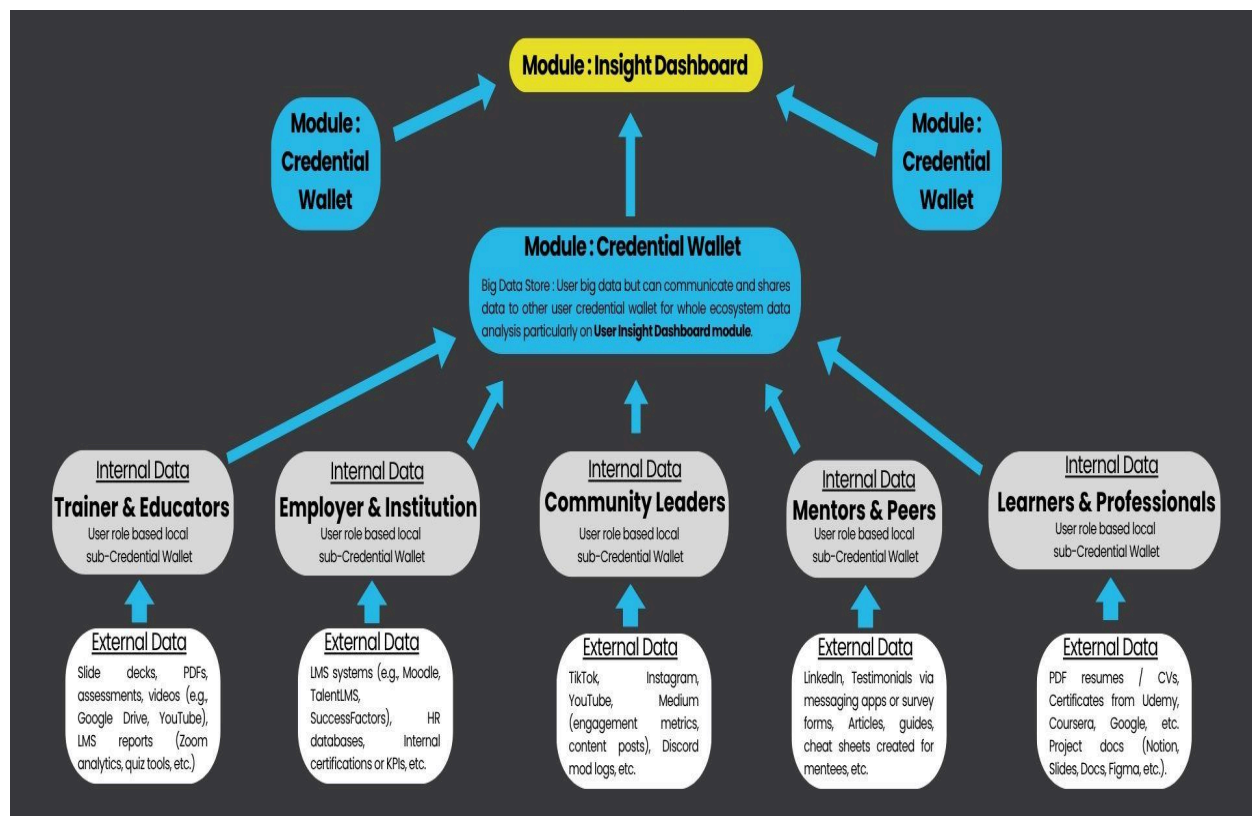 Module : Insight Dashboard
Module :
Credential
Wallet
Module :
Credential
Wallet
Module : Credential Wallet
Big Data Store : User big data but can communicate and shares
data to other user credential wallet for whole ecosystem data
analysis particularly on User Insight Dashboard module.
Internal Data
Trainer & Educators
User role based local
sub-Credential Wallet
Internal Data
Employer & Institution
User role based local
sub-Credential Wallet
Internal Data
Community Leaders
User role based local
sub-Credential Wallet
Internal Data
Mentors & Peers
User role based local
sub-Credential Wallet
Internal Data
Learners & Professionals
User role based local
sub-Credential Wallet
External Data
Slide decks, PDFs,
assessments, videos (e.g.,
Google Drive, YouTube),
LMS reports (Zoom
analytics, quiz tools, etc.)
External Data
LMS systems (e.g., Moodle,
TalentLMS,
SuccessFactors), HR
databases, Internal
certifications or KPIs, etc.
External Data
TikTok, Instagram,
YouTube, Medium
(engagement metrics,
content posts), Discord
mod logs, etc.
External Data
LinkedIn, Testimonials via
messaging apps or survey
forms, Articles, guides,
cheat sheets created for
mentees, etc.
External Data
PDF resumes / CVs,
Certificates from Udemy,
Coursera, Google, etc.
Project docs (Notion,
Slides, Docs, Figma, etc.).